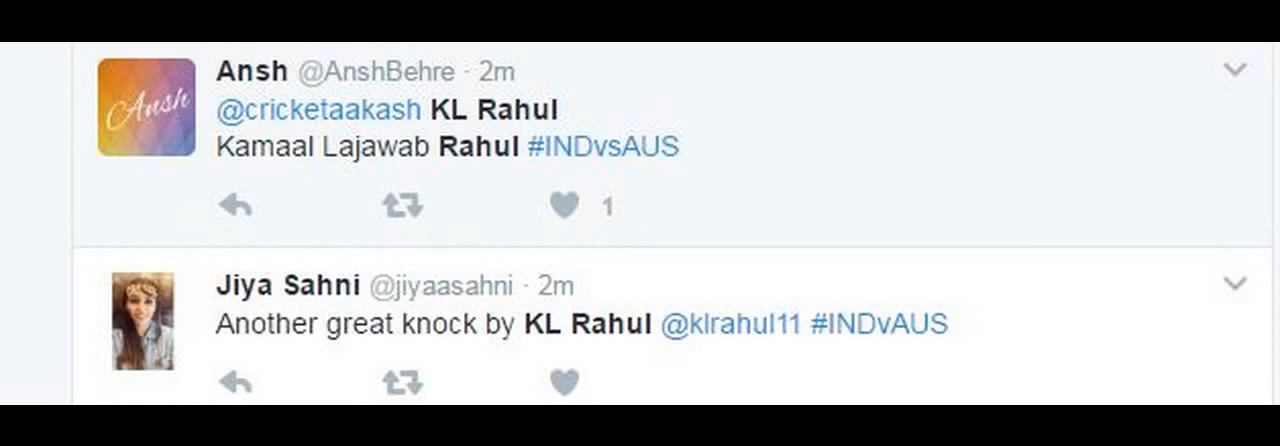 Ansh
Ansh @AnshBehre · 2m
@cricketaakash KL Rahul
Kamaal Lajawab Rahul #INDvsAUS
1
Jiya Sahni @jiyaasahni · 2m
Another great knock by KL Rahul @klrahul11 #INDvAUS